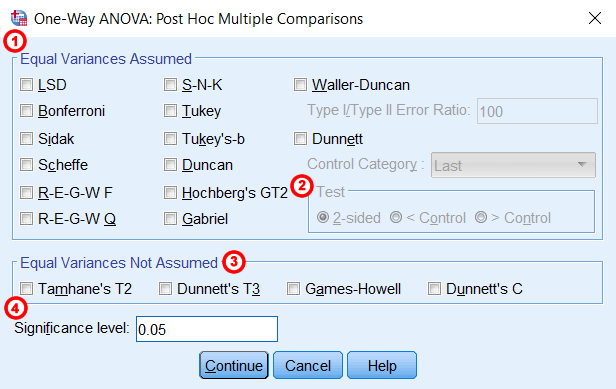 One-Way ANOVA: Post Hoc Multiple Comparisons
1
Equal Variances Assumed
LSD S-N-K Waller-Duncan
Bonferroni Tukey Type I/Type II Error Ratio: 100
Sidak Tukey's-b Dunnett
Scheffe Duncan Control Category: Last
R-E-G-W F Hochberg's GT2 2 Test
R-E-G-W Q Gabriel 2-sided < Control > Control
Equal Variances Not Assumed 3
Tamhane's T2 Dunnett's T3 Games-Howell Dunnett's C
4
Significance level: 0.05
Continue Cancel Help